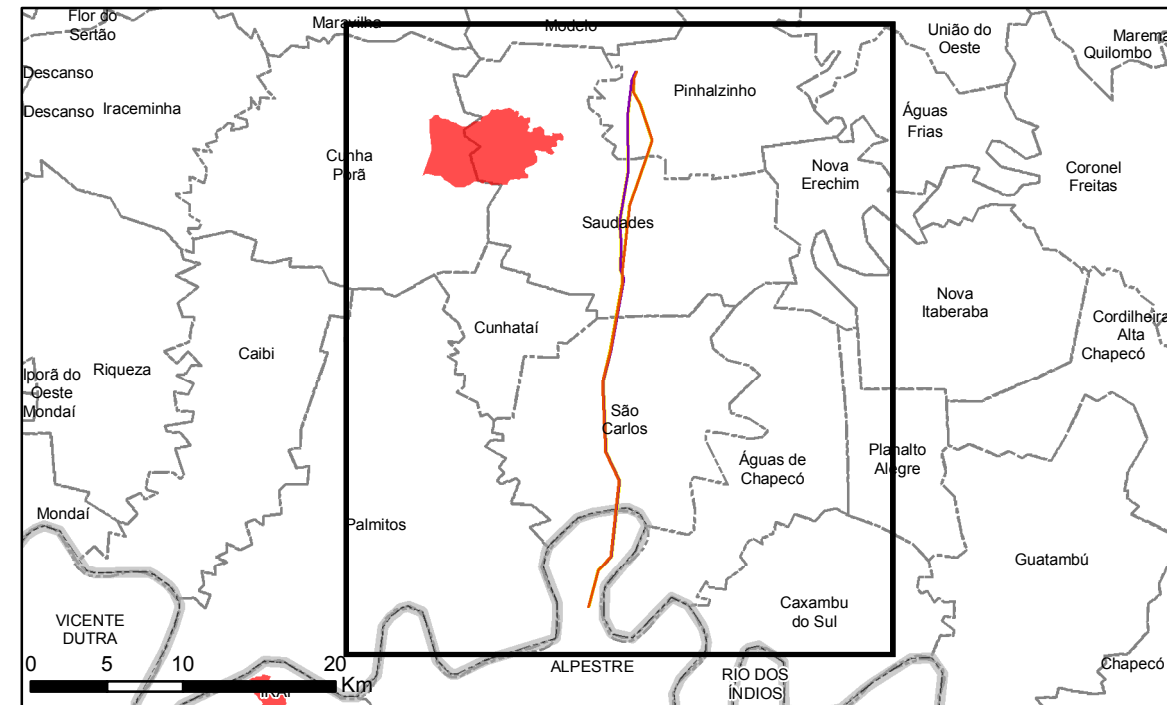 Flor do
Sertão
Maravilha
Modelo
União do
Oeste
Marema
Quilombo
Descanso
Descanso
Iraceminha
Pinhalzinho
Águas
Frias
Cunha
Porã
Nova
Erechim
Coronel
Freitas
Saudades
Nova
Itaberaba
Cunhataí
Cordilheira
Alta
Chapecó
Caibi
Riqueza
Iporã do
Oeste
Mondaí
São
Carlos
Águas de
Chapecó
Planalto
Alegre
Mondaí
Palmitos
Guatambú
VICENTE
DUTRA
Caxambu
do Sul
0 5 10 20
Km
ALPESTRE
RIO DOS
ÍNDIOS
Chapecó
IRAÍ